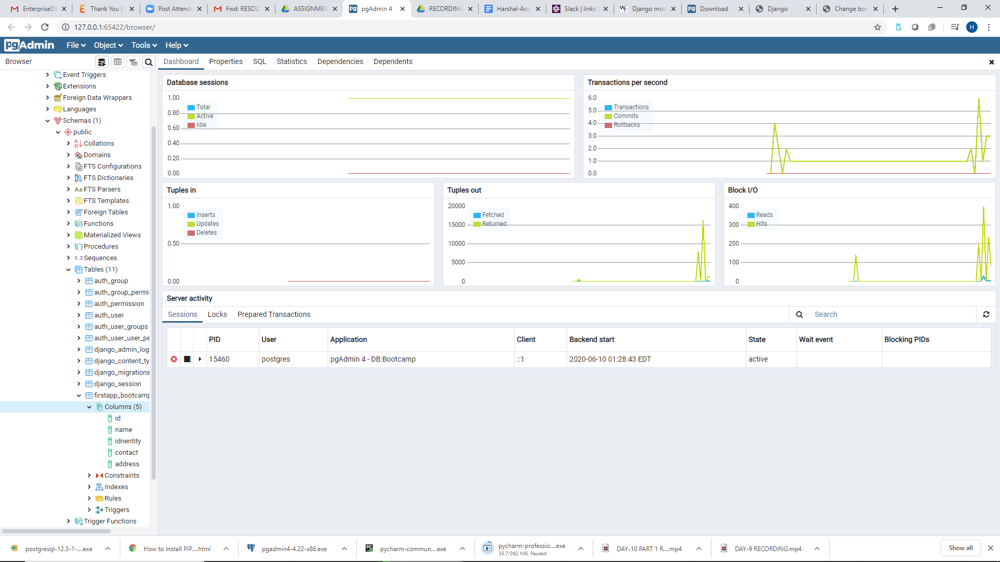 EnterpriseDE
Thank You |
Post Attende
Fwd: RESOU
ASSIGNMEN
pgAdmin 4
RECORDING
Harshal-Assi
Slack | links
Django mod
Download
Django
Change boo
127.0.0.1:65422/browser/
H
pgAdmin File Object Tools Help
Browser
Dashboard Properties SQL Statistics Dependencies Dependents
Event Triggers
Extensions
Foreign Data Wrappers
Languages
Schemas (1)
public
Collations
Domains
FTS Configurations
FTS Dictionaries
Aa FTS Parsers
FTS Templates
Foreign Tables
Functions
Materialized Views
Procedures
1..3 Sequences
Tables (11)
auth_group
auth_group_permi
auth_permission
auth_user
auth_user_groups
auth_user_user_pe
django_admin_log
django_content_ty
django_migrations
django_session
firstapp_bootcamp
Columns (5)
id
name
idnentity
contact
address
Constraints
Indexes
Rules
Triggers
Trigger Functions
Database sessions
1.00
0.80
0.60
0.40
0.20
0.00
Total
Active
Idle
Transactions per second
6.0
5.0
4.0
3.0
2.0
1.0
0.0
Transactions
Commits
Rollbacks
Tuples in
1.00
0.50
0.00
Inserts
Updates
Deletes
Tuples out
20000
15000
10000
5000
0
Fetched
Returned
Block I/O
400
300
200
100
0
Reads
Hits
Server activity
Sessions Locks Prepared Transactions
Search
PID User Application Client Backend start State Wait event Blocking PIDs
15460 postgres pgAdmin 4 - DB:Bootcamp ::1 2020-06-10 01:28:43 EDT active
postgresql-12.3-1-....exe
How to Install PIP....html
pgadmin4-4.22-x86.exe
pycharm-commun....exe
pycharm-professio....exe
35.7/362 MB, Paused
DAY-10 PART 1 R....mp4
DAY-9 RECORDING.mp4
Show all